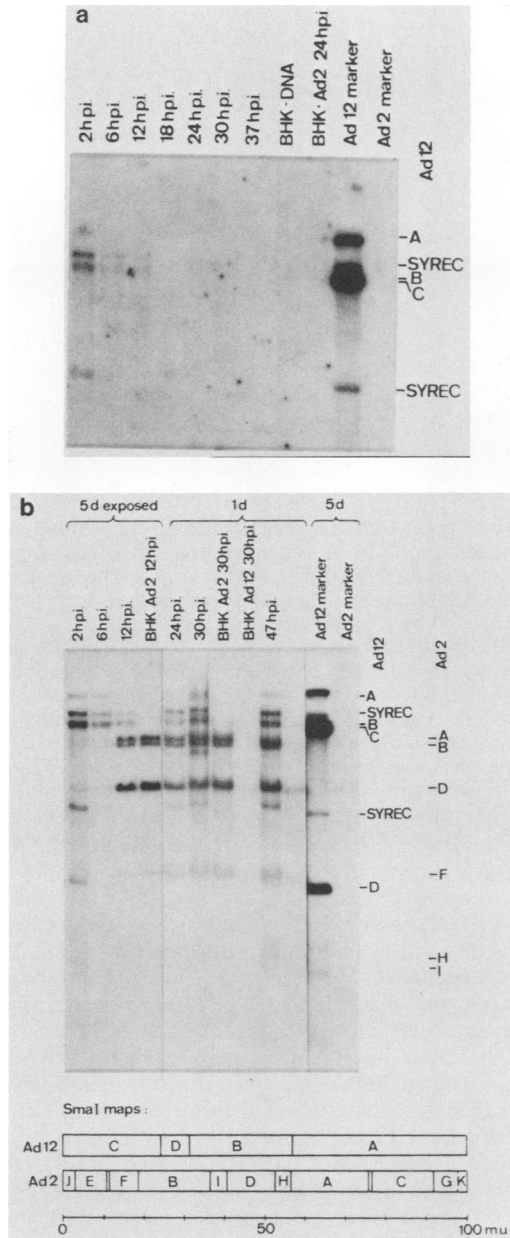 a
2hpi.
6hpi.
12hpi.
18hpi.
24hpi.
30hpi.
37hpi.
BHK-DNA
BHK·Ad2 24hpi
Ad 12 marker
Ad 2 marker
Ad12
-A
-SYREC
B
C
-SYREC
b
5d exposed
1d
5d
2hpi.
6hpi.
12hpi.
BHK Ad2 12hpi
24hpi.
30hpi.
BHK Ad2 30hpi
BHK Ad12 30hpi
47hpi.
Ad12 marker
Ad2 marker
Ad12
Ad 2
-A
-SYREC
B
C
-A
-B
-D
-SYREC
-F
-D
-H
-I
SmaI maps :
Ad12 C D B A
Ad2 J E F B I D H A C G K
0 50 100 mu